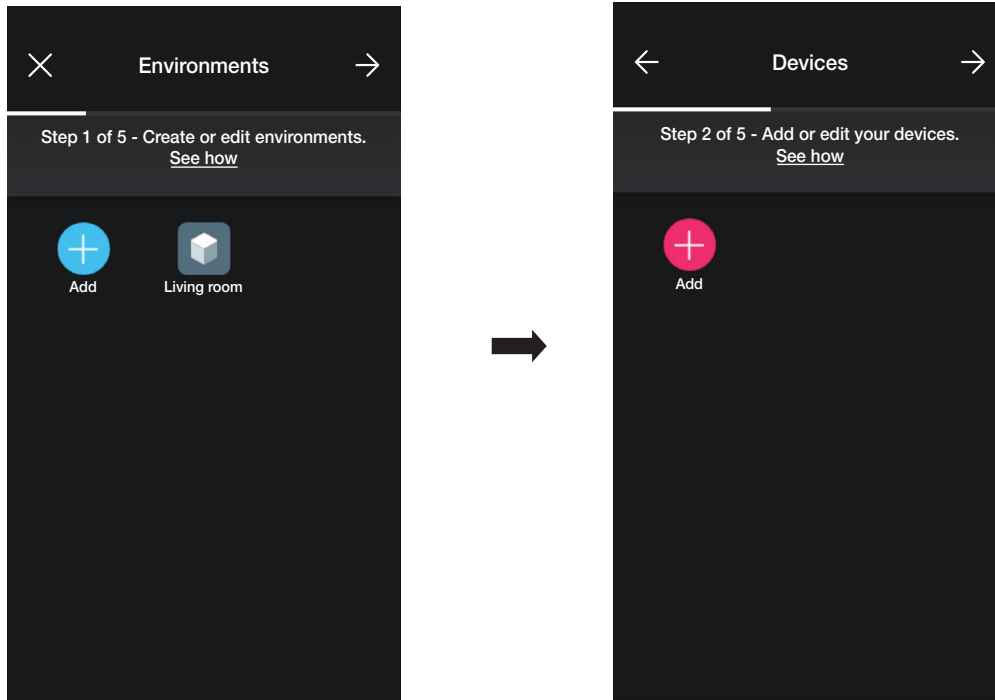 Environments
Step 1 of 5 - Create or edit environments.
See how
Add
Living room
Devices
Step 2 of 5 - Add or edit your devices.
See how
Add